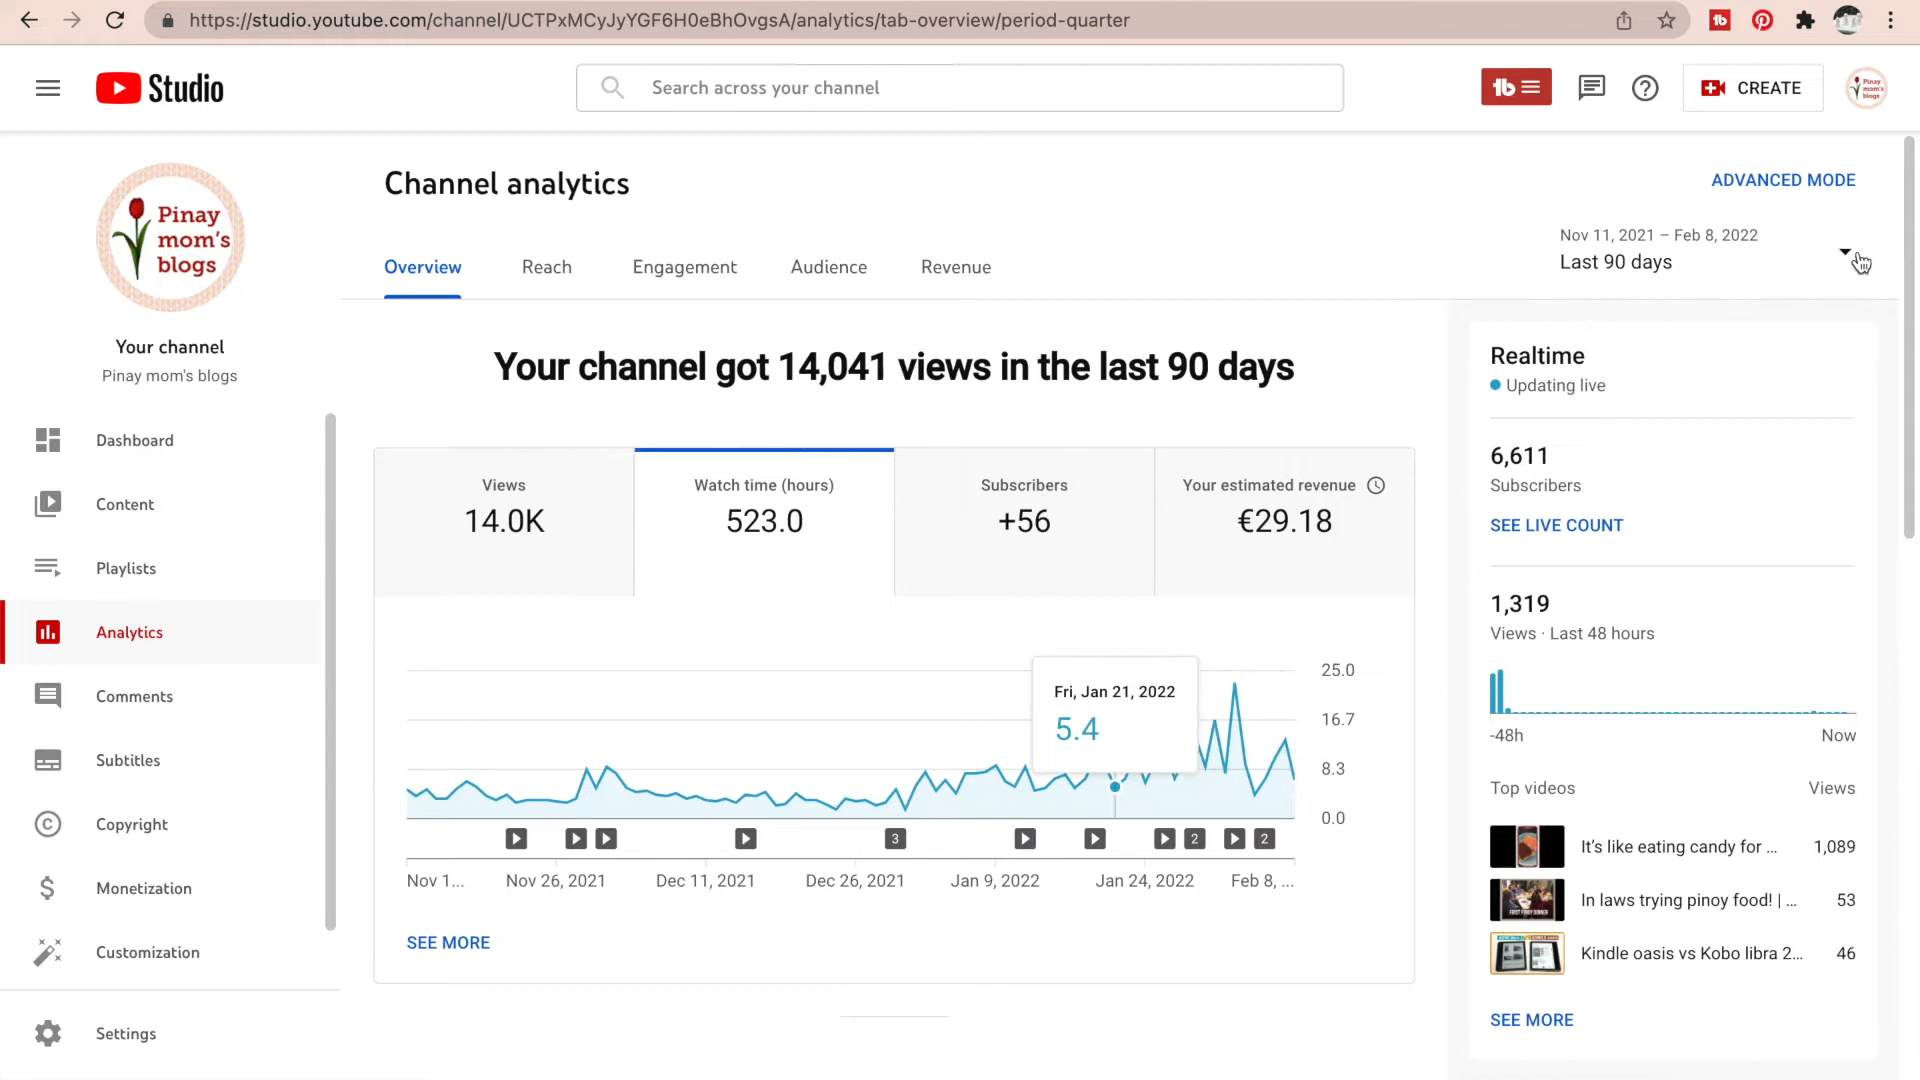 https://studio.youtube.com/channel/UCTPxMCyJyYGF6H0eBhOvgsA/analytics/tab-overview/period-quarter
Studio
Search across your channel
CREATE
Pinay
mom's
blogs
Your channel
Pinay mom's blogs
Dashboard
Content
Playlists
Analytics
Comments
Subtitles
Copyright
Monetization
Customization
Settings
Channel analytics
ADVANCED MODE
Nov 11, 2021 – Feb 8, 2022
Last 90 days
Overview
Reach
Engagement
Audience
Revenue
Your channel got 14,041 views in the last 90 days
Views
14.0K
Watch time (hours)
523.0
Subscribers
+56
Your estimated revenue
€29.18
Fri, Jan 21, 2022
5.4
25.0
16.7
8.3
0.0
3
2
2
Nov 1...
Nov 26, 2021
Dec 11, 2021
Dec 26, 2021
Jan 9, 2022
Jan 24, 2022
Feb 8, ...
SEE MORE
Realtime
Updating live
6,611
Subscribers
SEE LIVE COUNT
1,319
Views · Last 48 hours
-48h
Now
Top videos
Views
It's like eating candy for ...
1,089
In laws trying pinoy food! | ...
53
Kindle oasis vs Kobo libra 2...
46
SEE MORE